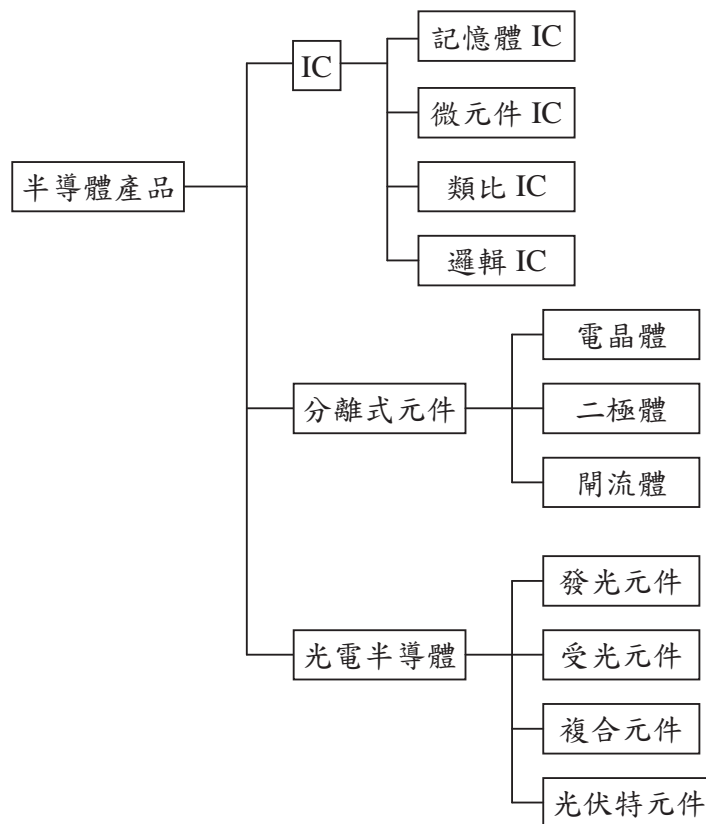 半導體產品
IC
記憶體 IC
微元件 IC
類比 IC
邏輯 IC
分離式元件
電晶體
二極體
閘流體
光電半導體
發光元件
受光元件
複合元件
光伏特元件